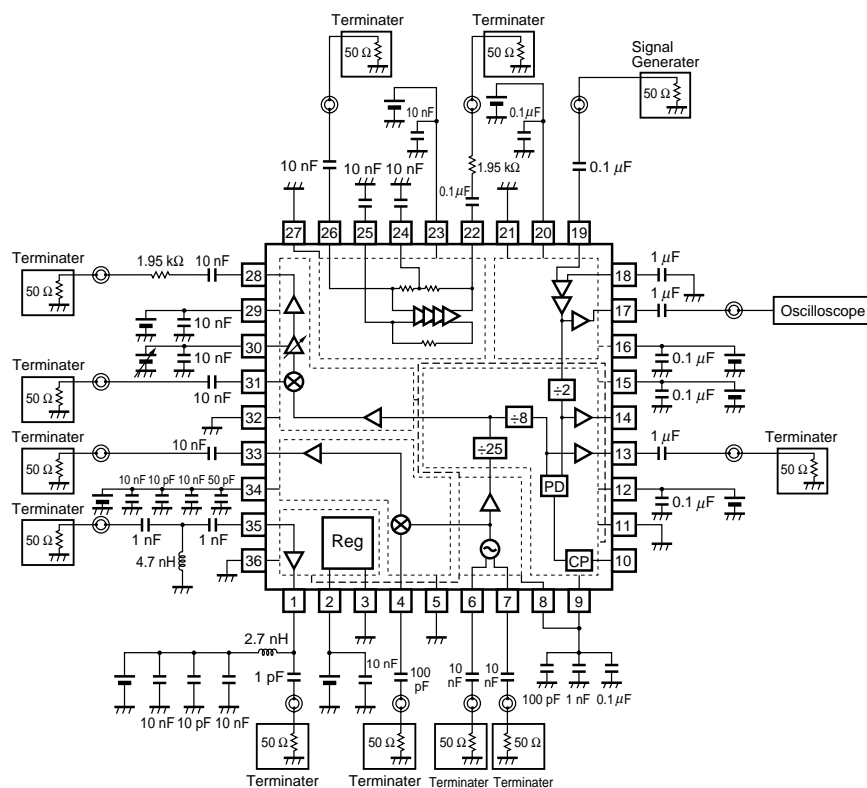 Terminater
50 Ω
Terminater
50 Ω
Signal
Generater
50 Ω
10 nF
0.1 μF
10 nF
10 nF
10 nF
0.1 μF
1.95 kΩ
0.1 μF
27
26
25
24
23
22
21
20
19
Terminater
50 Ω
1.95 kΩ
10 nF
28
18
1 μF
29
10 nF
17
1 μF
Oscilloscope
30
10 nF
16
0.1 μF
Terminater
50 Ω
10 nF
31
15
0.1 μF
32
÷2
÷8
14
Terminater
50 Ω
10 nF
33
÷25
13
1 μF
Terminater
50 Ω
10 nF
10 pF
10 nF
50 pF
34
PD
12
0.1 μF
Terminater
50 Ω
1 nF
1 nF
35
11
4.7 nH
36
Reg
CP
10
1
2
3
4
5
6
7
8
9
2.7 nH
1 pF
10 nF
100
pF
10
nF
10
nF
100 pF
1 nF
0.1 μF
10 nF
10 pF
10 nF
50 Ω
50 Ω
50 Ω
50 Ω
Terminater
Terminater
Terminater
Terminater